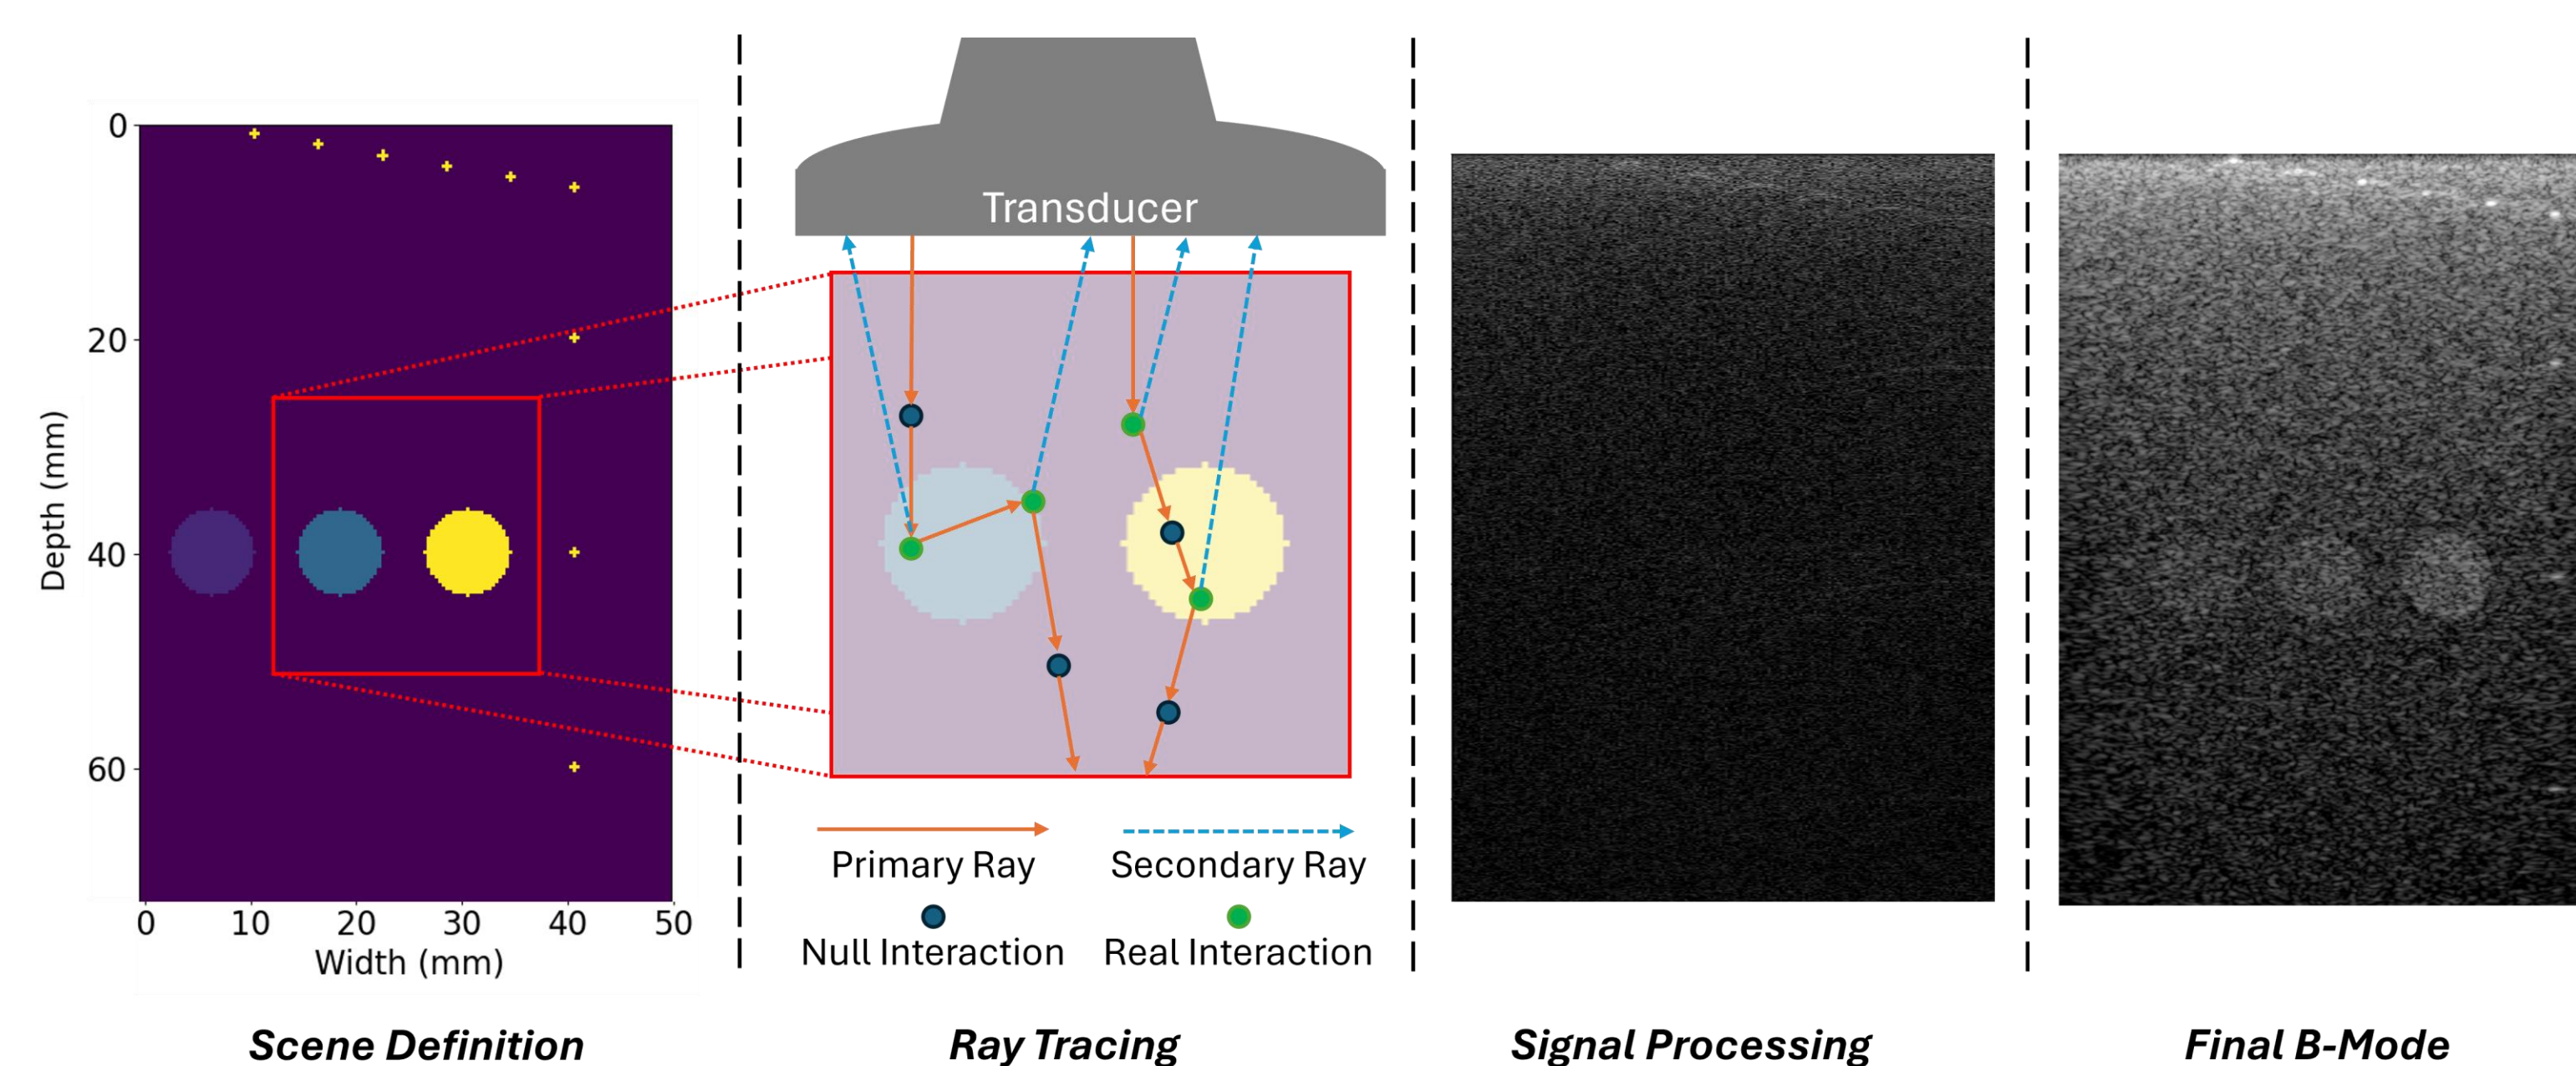 0
20
40
60
Depth (mm)
0 10 20 30 40 50
Width (mm)
Scene Definition
Transducer
Primary Ray
Secondary Ray
Null Interaction
Real Interaction
Ray Tracing
Signal Processing
Final B-Mode